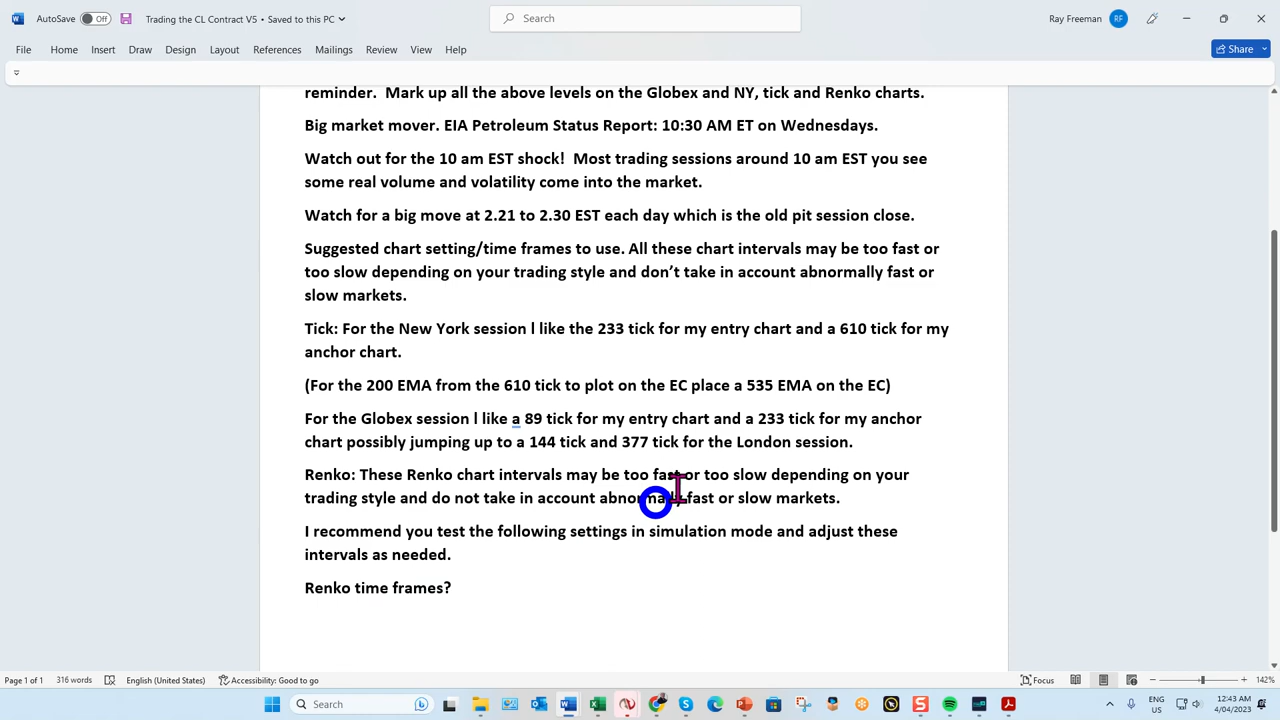 AutoSave Off Trading the CL Contract V5 • Saved to this PC Search Ray Freeman RF
File Home Insert Draw Design Layout References Mailings Review View Help Share
reminder.  Mark up all the above levels on the Globex and NY, tick and Renko charts.
Big market mover. EIA Petroleum Status Report: 10:30 AM ET on Wednesdays.
Watch out for the 10 am EST shock!  Most trading sessions around 10 am EST you see
some real volume and volatility come into the market.
Watch for a big move at 2.21 to 2.30 EST each day which is the old pit session close.
Suggested chart setting/time frames to use. All these chart intervals may be too fast or
too slow depending on your trading style and don’t take in account abnormally fast or
slow markets.
Tick: For the New York session l like the 233 tick for my entry chart and a 610 tick for my
anchor chart.
(For the 200 EMA from the 610 tick to plot on the EC place a 535 EMA on the EC)
For the Globex session l like a 89 tick for my entry chart and a 233 tick for my anchor
chart possibly jumping up to a 144 tick and 377 tick for the London session.
Renko: These Renko chart intervals may be too fast or too slow depending on your
trading style and do not take in account abnormally fast or slow markets.
I recommend you test the following settings in simulation mode and adjust these
intervals as needed.
Renko time frames?
Page 1 of 1 316 words English (United States) Accessibility: Good to go Focus 142%
Search ENG US 12:43 AM 4/04/2023